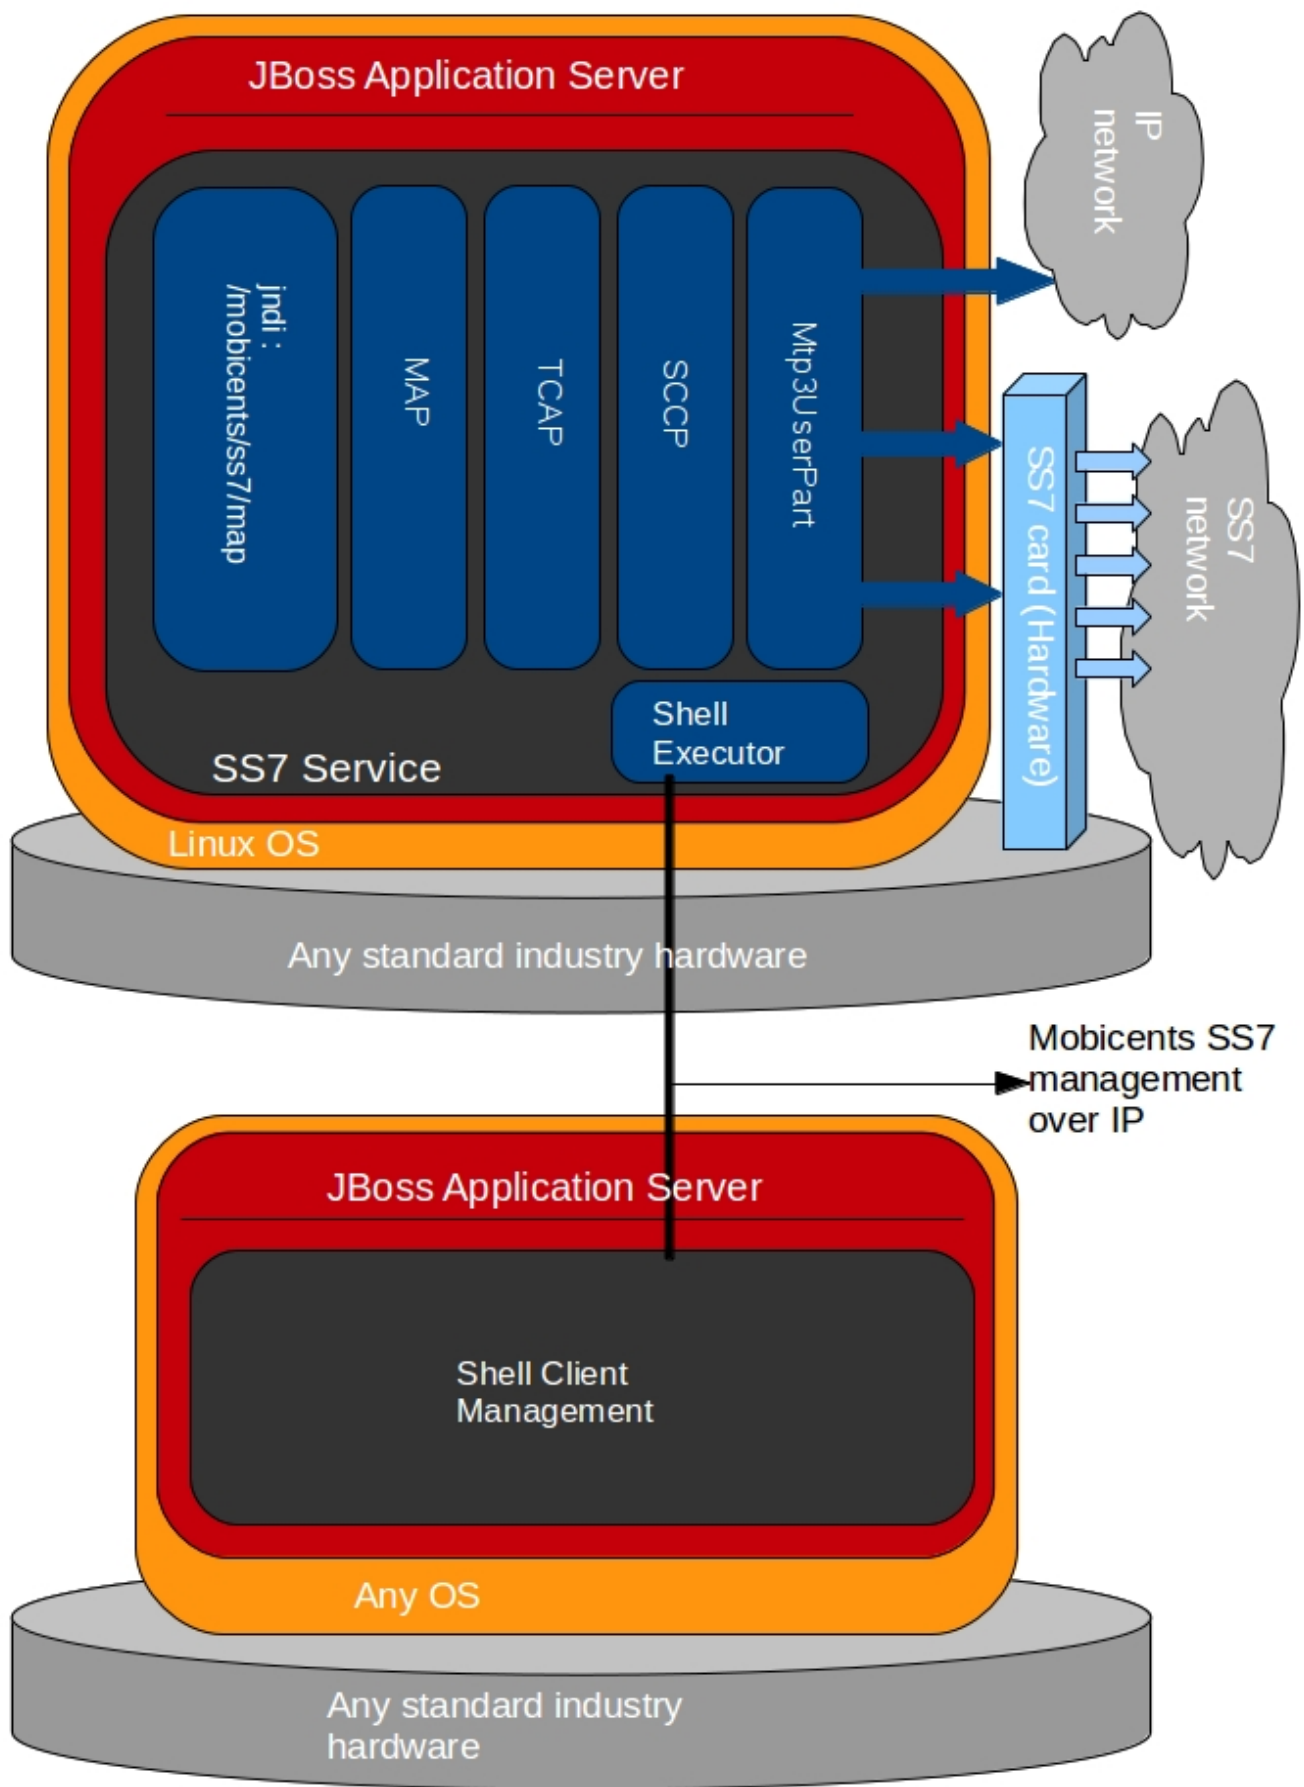 JBoss Application Server
IP
network
jndi :
/mobicents/ss7/map
MAP
TCAP
SCCP
Mtp3UserPart
SS7 card (Hardware)
SS7
network
Shell
Executor
SS7 Service
Linux OS
Any standard industry hardware
Mobicents SS7
management
over IP
JBoss Application Server
Shell Client
Management
Any OS
Any standard industry
hardware